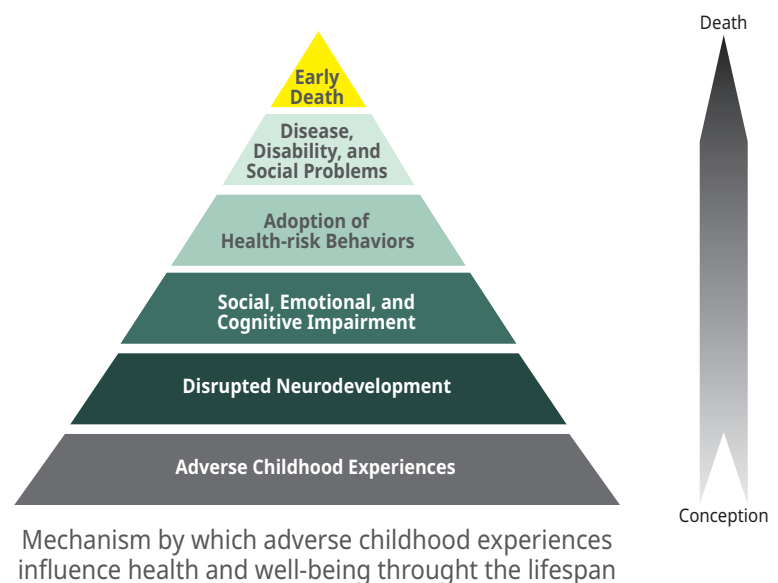 Death
Early
Death
Disease,
Disability, and
Social Problems
Adoption of
Health-risk Behaviors
Social, Emotional, and
Cognitive Impairment
Disrupted Neurodevelopment
Adverse Childhood Experiences
Conception
Mechanism by which adverse childhood experiences
influence health and well-being throught the lifespan